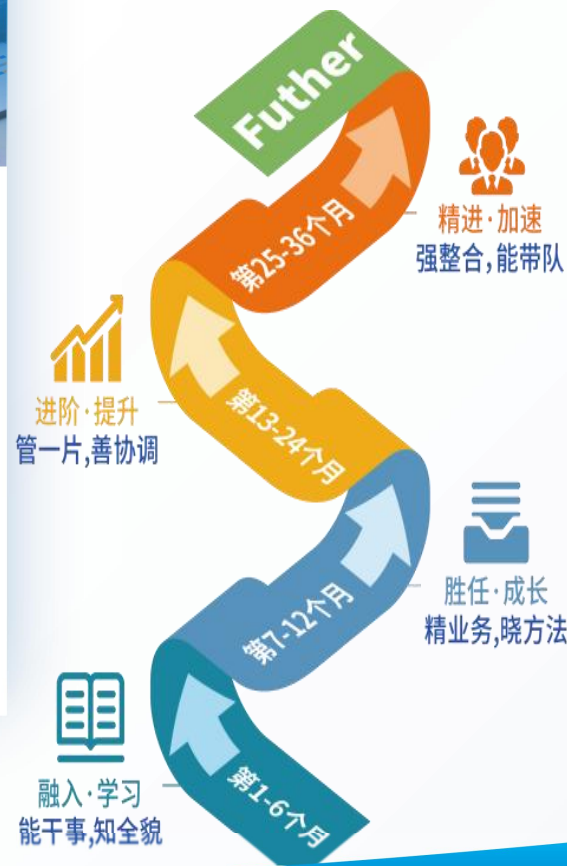 Futher
第25-36个月
精进·加速
强整合,能带队
第13-24个月
进阶·提升
管一片,善协调
第7-12个月
胜任·成长
精业务,晓方法
第1-6个月
融入·学习
能干事,知全貌